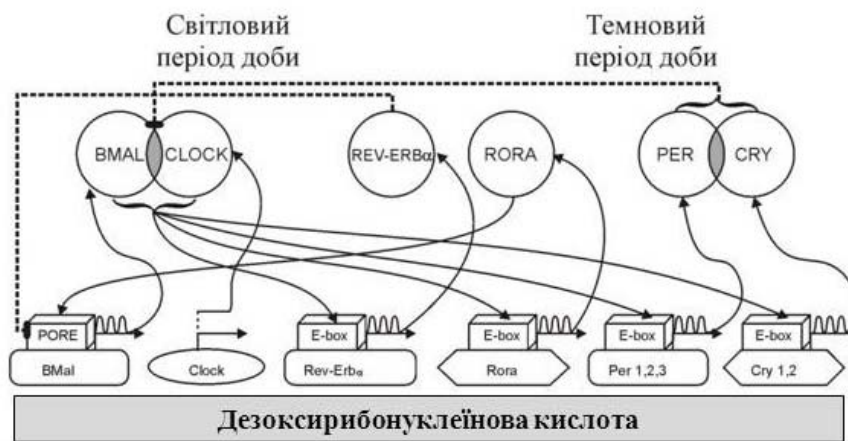 Світловий
період доби
Темновий
період доби
BMAL
CLOCK
REV-ERBα
RORA
PER
CRY
PORE
E-box
E-box
E-box
E-box
BMal
Clock
Rev-Erbα
Rora
Per 1,2,3
Cry 1,2
Дезоксирибонуклеїнова кислота